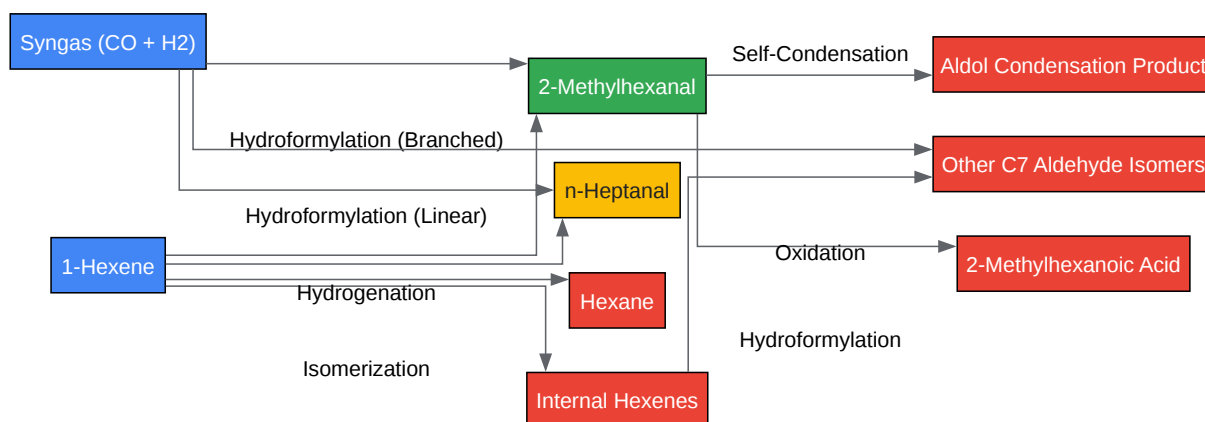 Syngas (CO + H2)
Self-Condensation
Aldol Condensation Product
2-Methylhexanal
Hydroformylation (Branched)
Other C7 Aldehyde Isomers
n-Heptanal
Hydroformylation (Linear)
1-Hexene
Oxidation
2-Methylhexanoic Acid
Hydrogenation
Hexane
Hydroformylation
Isomerization
Internal Hexenes